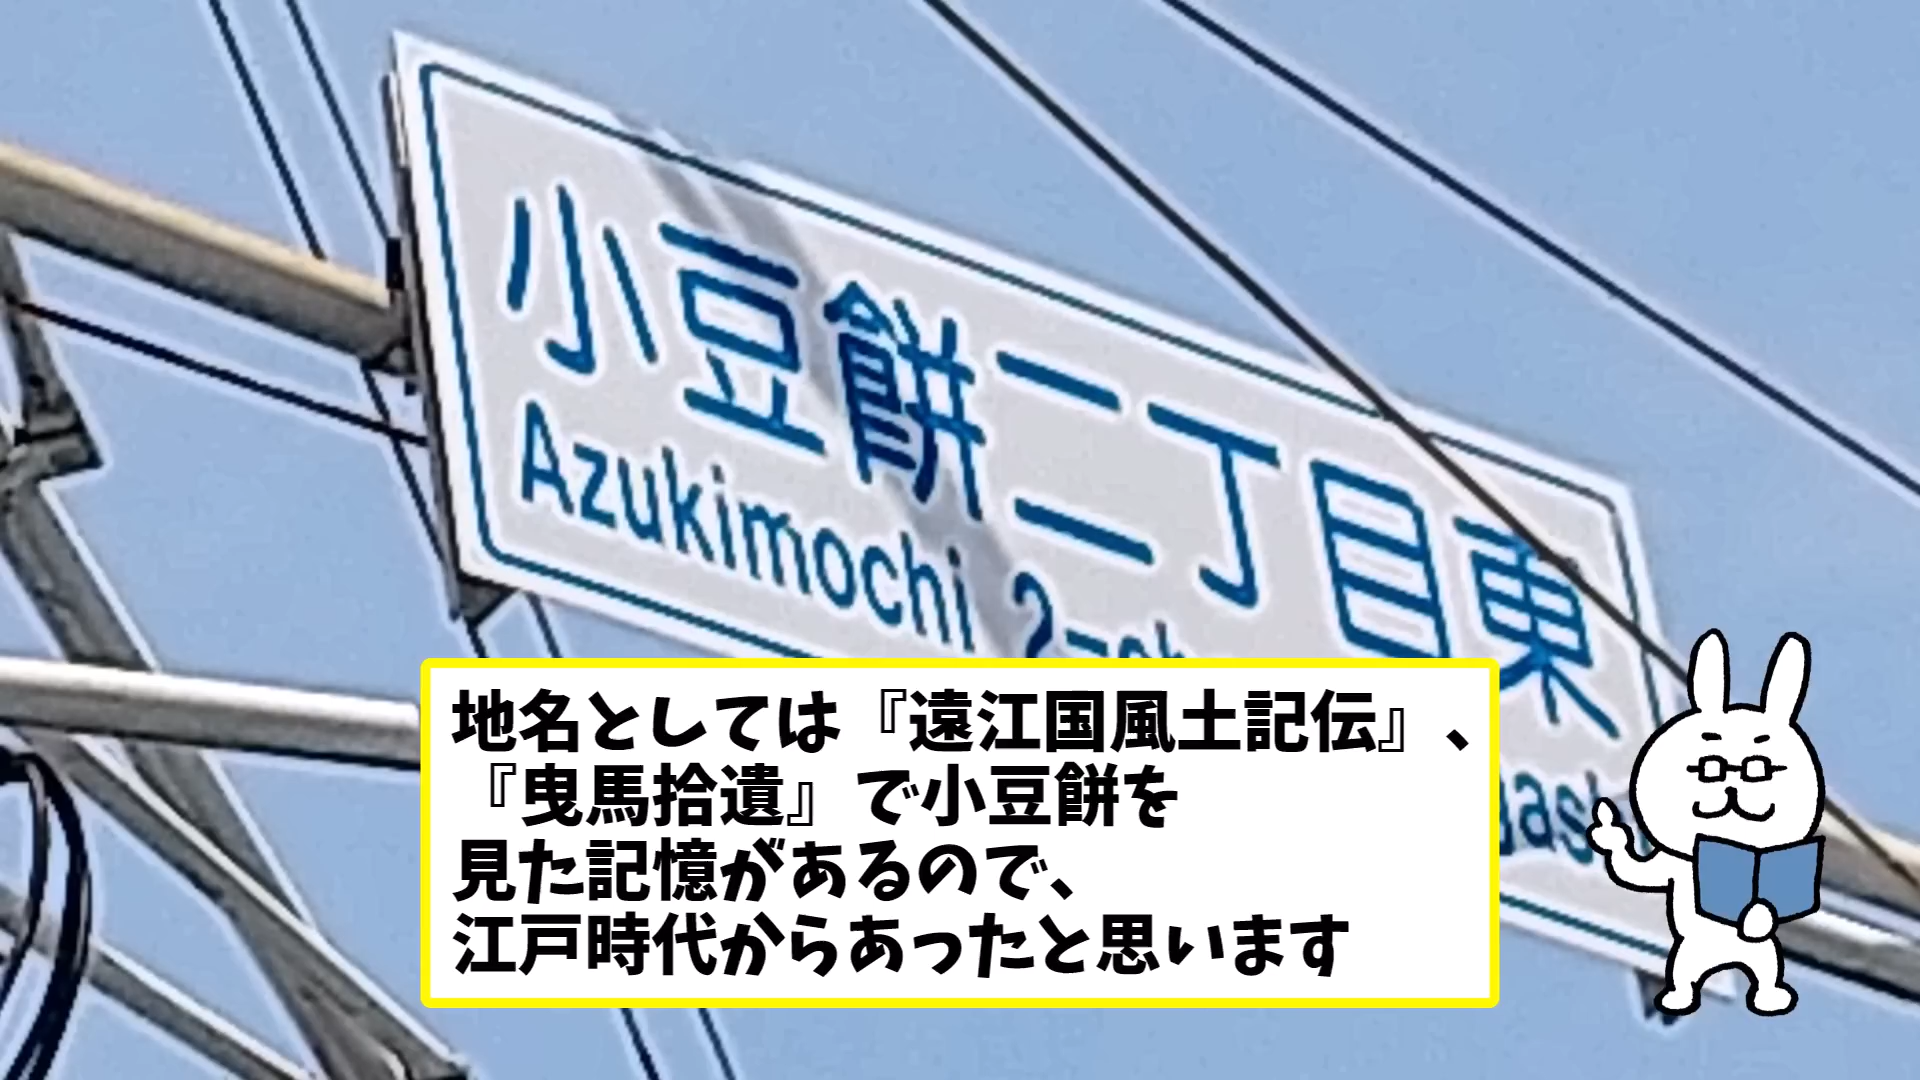 小豆餅二丁目東
Azukimochi
地名としては『遠江国風土記伝』、
『曳馬拾遺』で小豆餅を
見た記憶があるので、
江戸時代からあったと思います